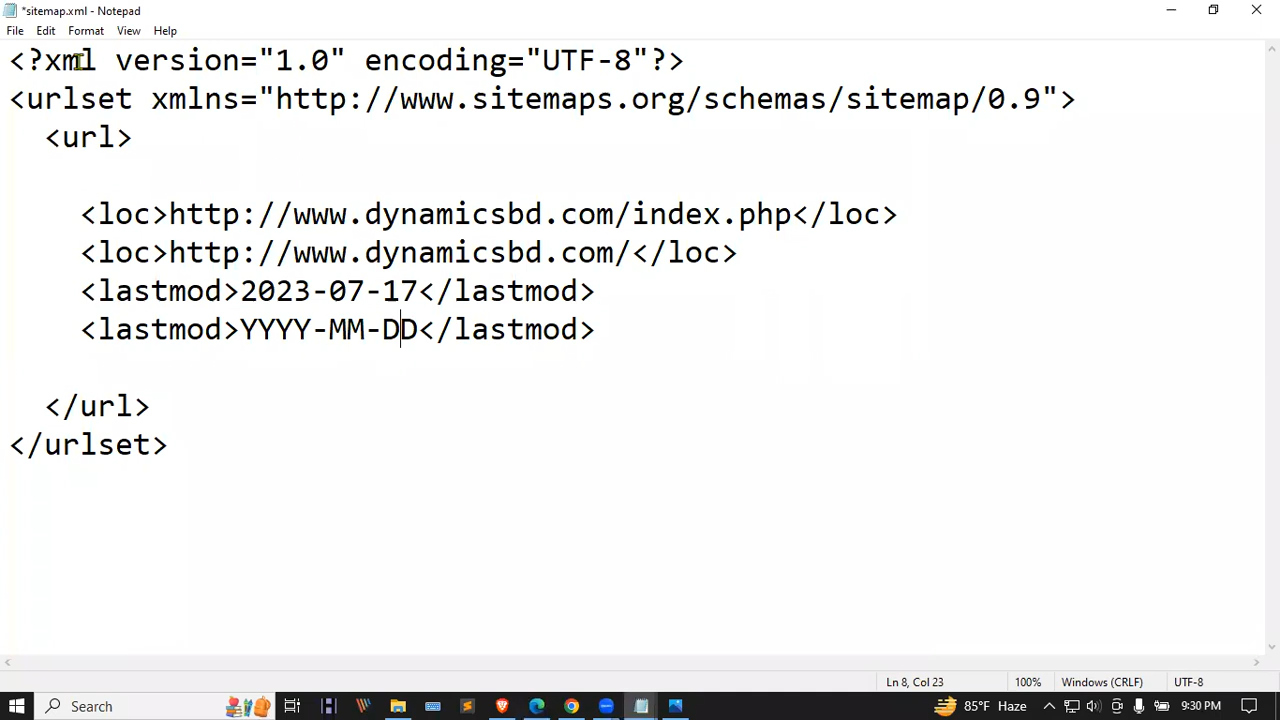 *sitemap.xml - Notepad
File Edit Format View Help
<?xml version="1.0" encoding="UTF-8"?>
<urlset xmlns="http://www.sitemaps.org/schemas/sitemap/0.9">
<url>
<loc>http://www.dynamicsbd.com/index.php</loc>
<loc>http://www.dynamicsbd.com/</loc>
<lastmod>2023-07-17</lastmod>
<lastmod>YYYY-MM-DD</lastmod>
</url>
</urlset>
Ln 8, Col 23 100% Windows (CRLF) UTF-8
Search 85°F Haze 9:30 PM